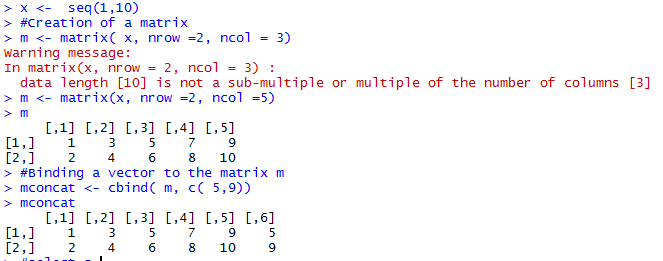 > x <-  seq(1,10)
> #Creation of a matrix
> m <- matrix( x, nrow =2, ncol = 3)
Warning message:
In matrix(x, nrow = 2, ncol = 3) :
  data length [10] is not a sub-multiple or multiple of the number of columns [3]
> m <- matrix(x, nrow =2, ncol =5)
> m
     [,1] [,2] [,3] [,4] [,5]
[1,]    1    3    5    7    9
[2,]    2    4    6    8   10
> #Binding a vector to the matrix m
> mconcat <- cbind( m, c( 5,9))
> mconcat
     [,1] [,2] [,3] [,4] [,5] [,6]
[1,]    1    3    5    7    9    5
[2,]    2    4    6    8   10    9